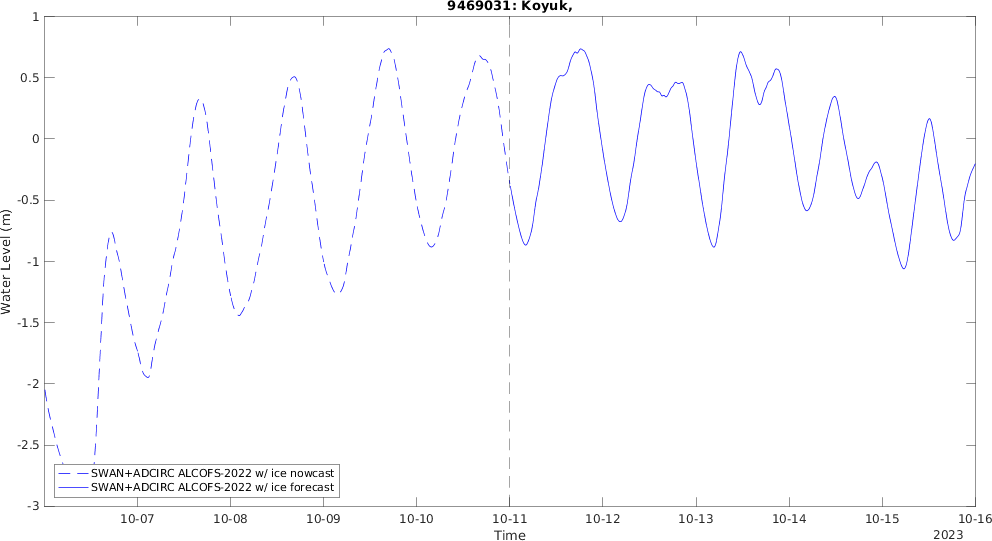 9469031: Koyuk,
Water Level (m)
1
0.5
0
-0.5
-1
-1.5
-2
-2.5
-3
SWAN+ADCIRC ALCOFS-2022 w/ ice nowcast
SWAN+ADCIRC ALCOFS-2022 w/ ice forecast
10-07 10-08 10-09 10-10 10-11 10-12 10-13 10-14 10-15 10-16
Time
2023